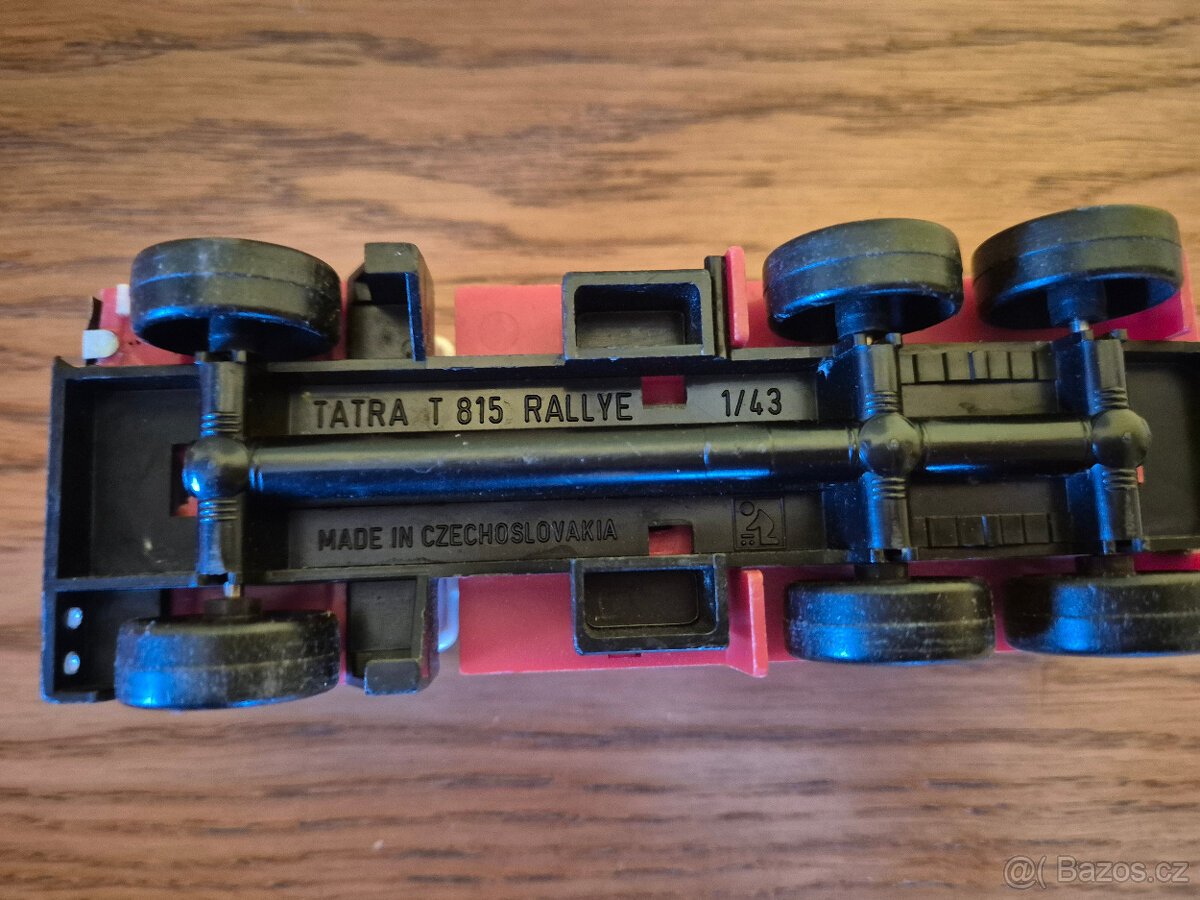 TATRA T 815 RALLYE 1/43
MADE IN CZECHOSLOVAKIA
@( Bazos.cz